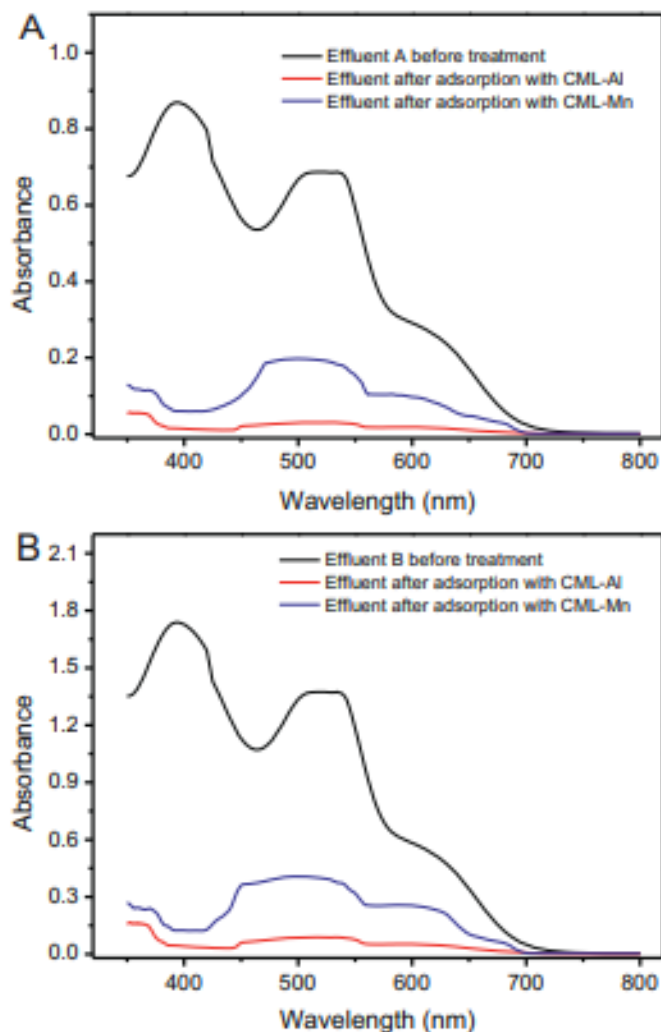 A
1.0
0.8
0.6
0.4
0.2
0.0
Absorbance
Effluent A before treatment
Effluent after adsorption with CML-Al
Effluent after adsorption with CML-Mn
400 500 600 700 800
Wavelength (nm)
B
2.1
1.8
1.5
1.2
0.9
0.6
0.3
0.0
Absorbance
Effluent B before treatment
Effluent after adsorption with CML-Al
Effluent after adsorption with CML-Mn
400 500 600 700 800
Wavelength (nm)